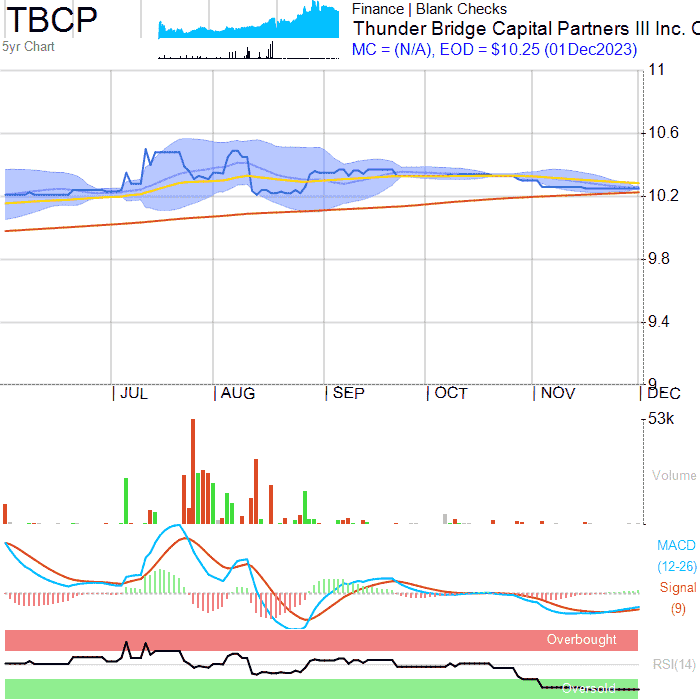 TBCP
5yr Chart
Finance | Blank Checks
Thunder Bridge Capital Partners III Inc. C
MC = (N/A), EOD = $10.25 (01Dec2023)
11
10.6
10.2
9.8
9.4
9
JUL AUG SEP OCT NOV DEC
53k
Volume
MACD
(12-26)
Signal
(9)
Overbought
RSI(14)
Oversold